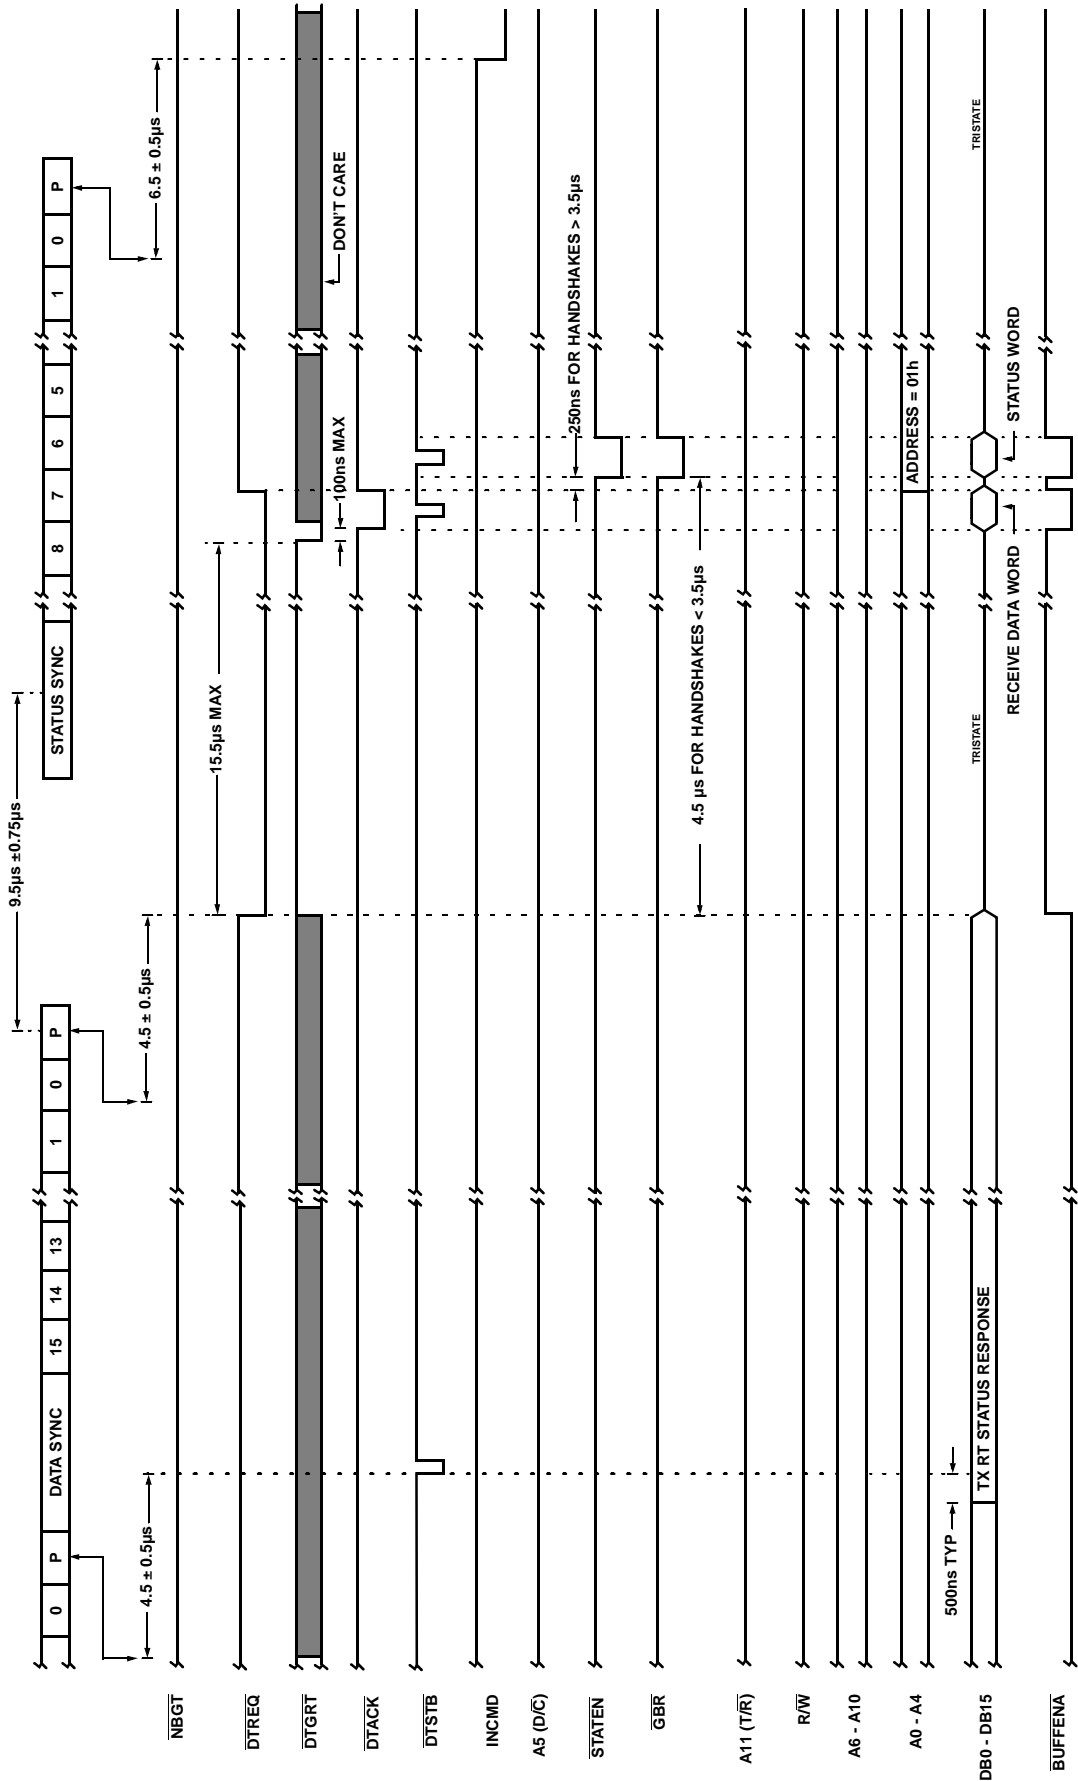 0 P DATA SYNC 15 14 13 1 0 P STATUS SYNC 8 7 6 5 1 0 P
9.5µs ±0.75µs
4.5 ± 0.5µs
4.5 ± 0.5µs
6.5 ± 0.5µs
NBGT
15.5µs MAX
DTREQ
DTGRT
DON'T CARE
100ns MAX
DTACK
DTSTB
INCMD
A5 (D/C)
250ns FOR HANDSHAKES > 3.5µs
STATEN
GBR
4.5 µs FOR HANDSHAKES < 3.5µs
A11 (T/R)
R/W
A6 - A10
A0 - A4
ADDRESS = 01h
500ns TYP
DB0 - DB15
TX RT STATUS RESPONSE
TRISTATE
TRISTATE
RECEIVE DATA WORD
STATUS WORD
BUFFENA